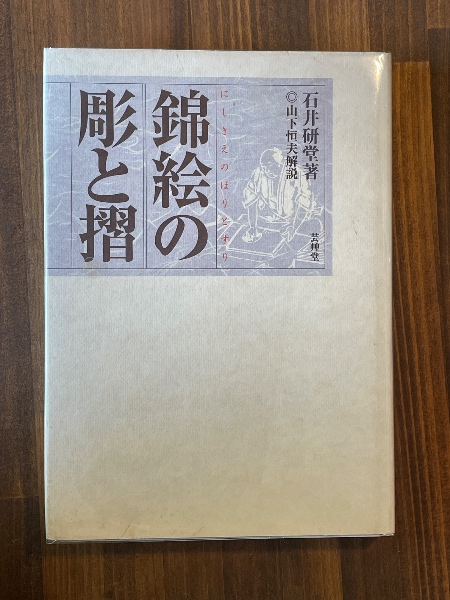 石井研堂著
◎山下恒夫解説
芸艸堂
にしきえのほりとすり
錦絵の
彫と摺